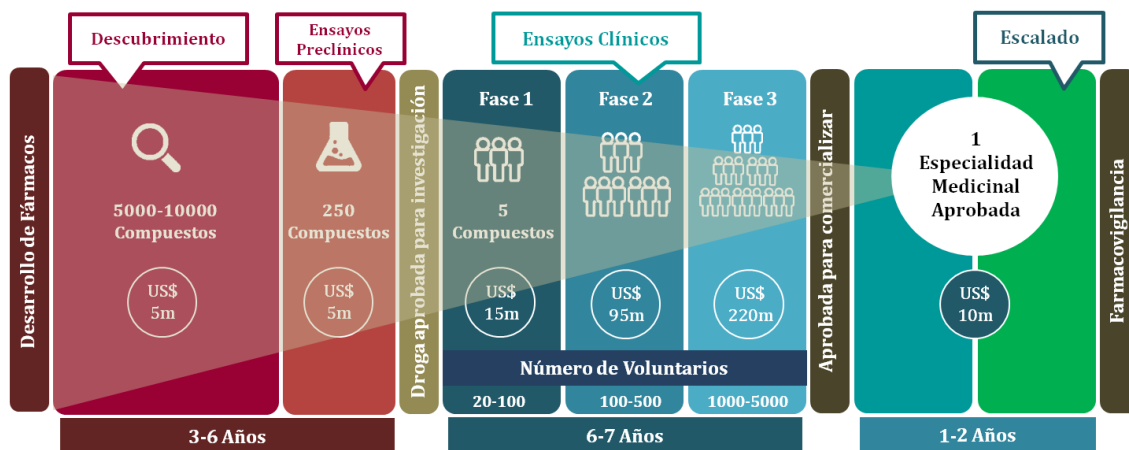 Descubrimiento
Ensayos
Preclínicos
Ensayos Clínicos
Escalado
Desarrollo de Fármacos
5000-10000
Compuestos
US$
5m
250
Compuestos
US$
5m
Droga aprobada para investigación
Fase 1
5
Compuestos
US$
15m
Fase 2
US$
95m
Fase 3
US$
220m
Número de Voluntarios
20-100
100-500
1000-5000
Aprobada para comercializar
1
Especialidad
Medicinal
Aprobada
US$
10m
Farmacovigilancia
3-6 Años
6-7 Años
1-2 Años